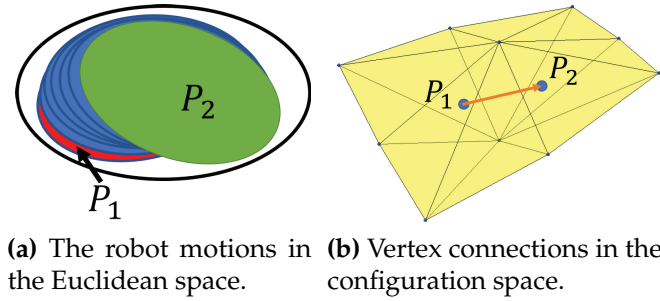 P₂
P₁
P₁
P₂
(a) The robot motions in
the Euclidean space.
(b) Vertex connections in the
configuration space.